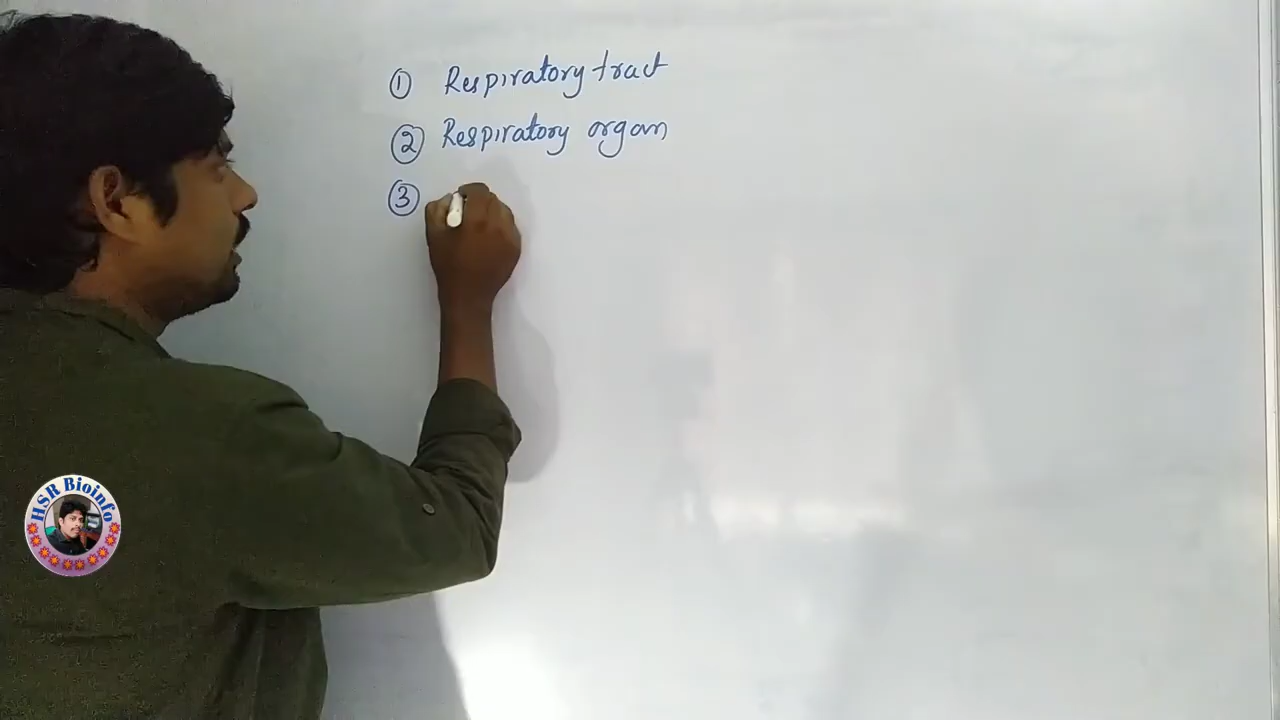 ① Respiratory tract
② Respiratory organ
③
HSR Bioinfo